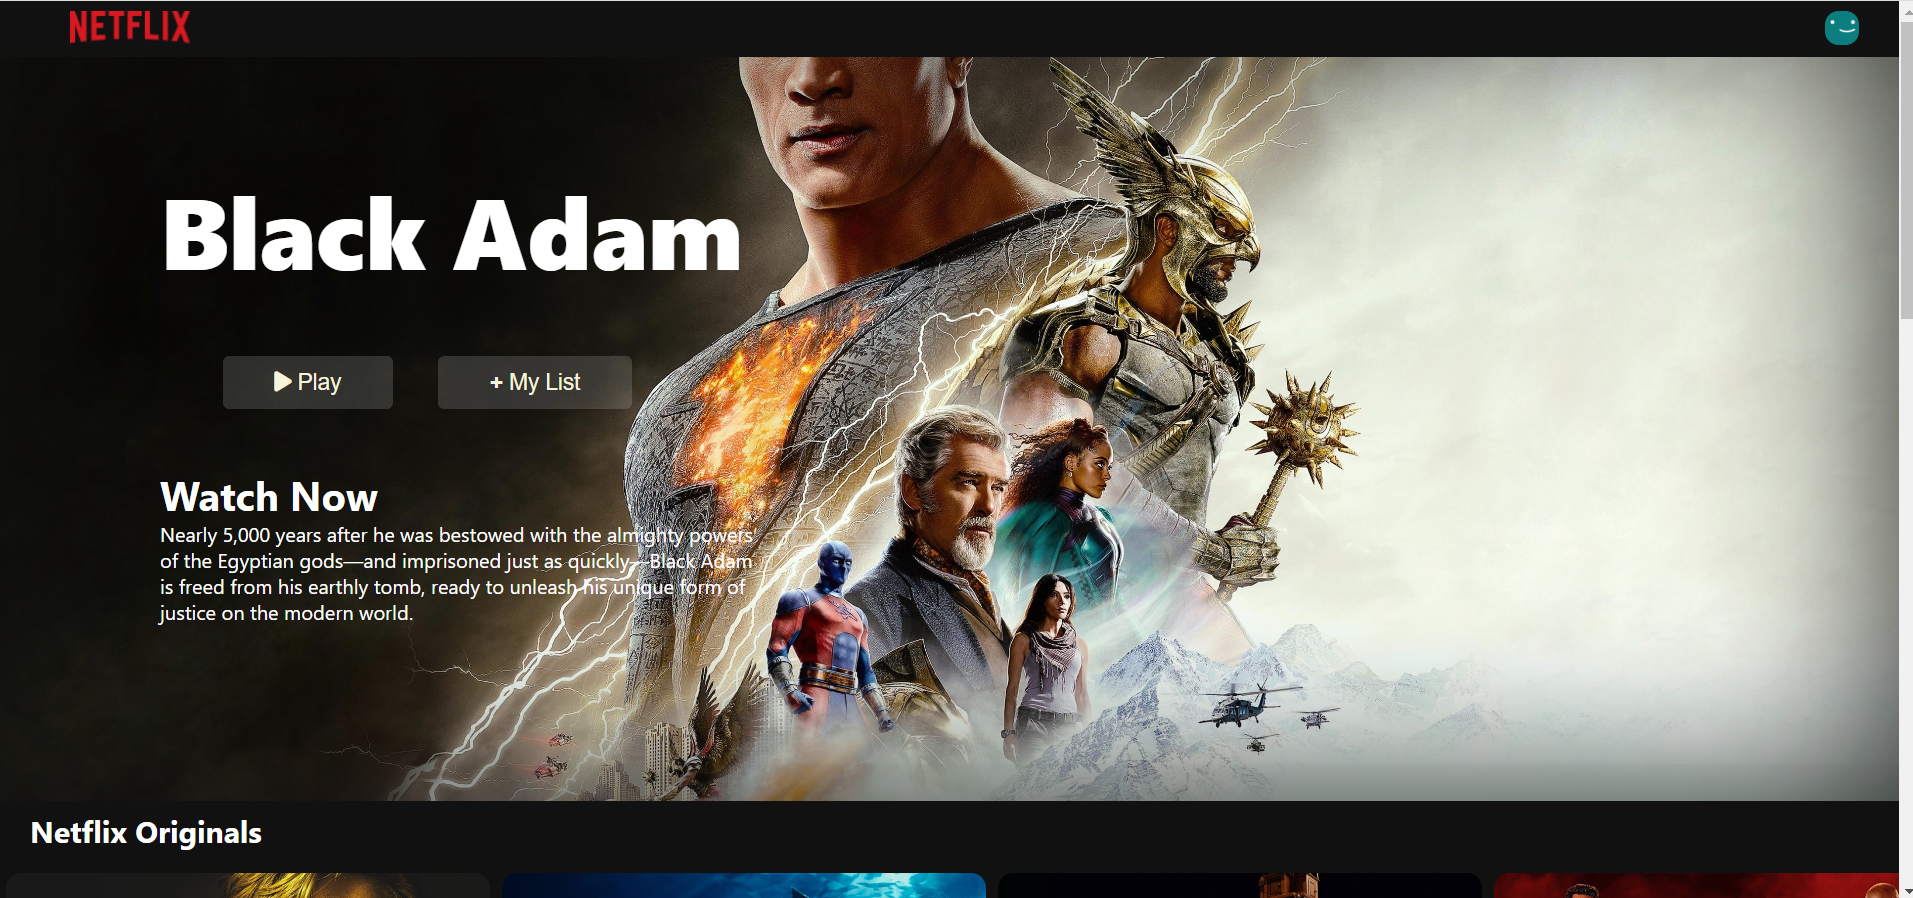 NETFLIX
Black Adam
Play
+ My List
Watch Now
Nearly 5,000 years after he was bestowed with the almighty powers
of the Egyptian gods—and imprisoned just as quickly—Black Adam
is freed from his earthly tomb, ready to unleash his unique form of
justice on the modern world.
Netflix Originals